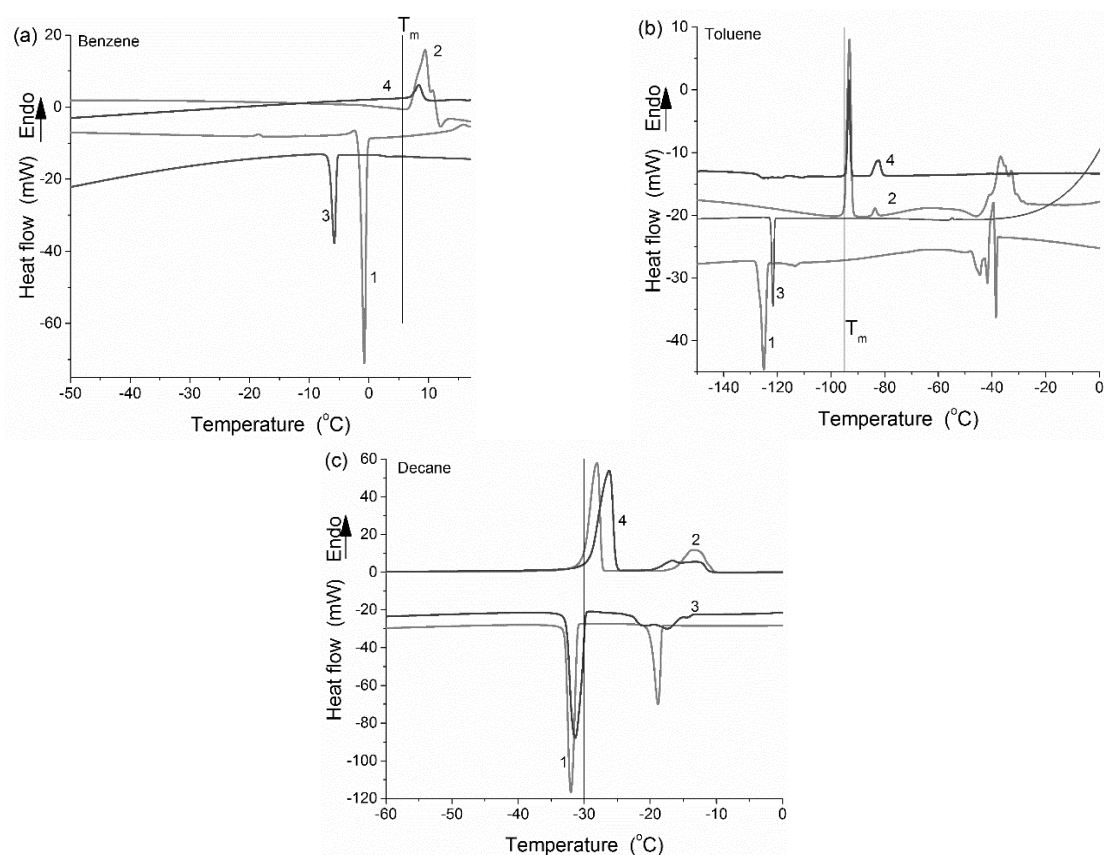 (a) Benzene
Tm
2
4
3
1
20
0
-20
-40
-60
Heat flow (mW) Endo
-50 -40 -30 -20 -10 0 10
Temperature (°C)
(b) Toluene
10
0
-10
-20
-30
-40
4
2
3
1
Tm
Heat flow (mW) Endo
-140 -120 -100 -80 -60 -40 -20 0
Temperature (°C)
(c) Decane
60
40
20
0
-20
-40
-60
-80
-100
-120
4
2
3
1
Heat flow (mW) Endo
-60 -50 -40 -30 -20 -10 0
Temperature (°C)